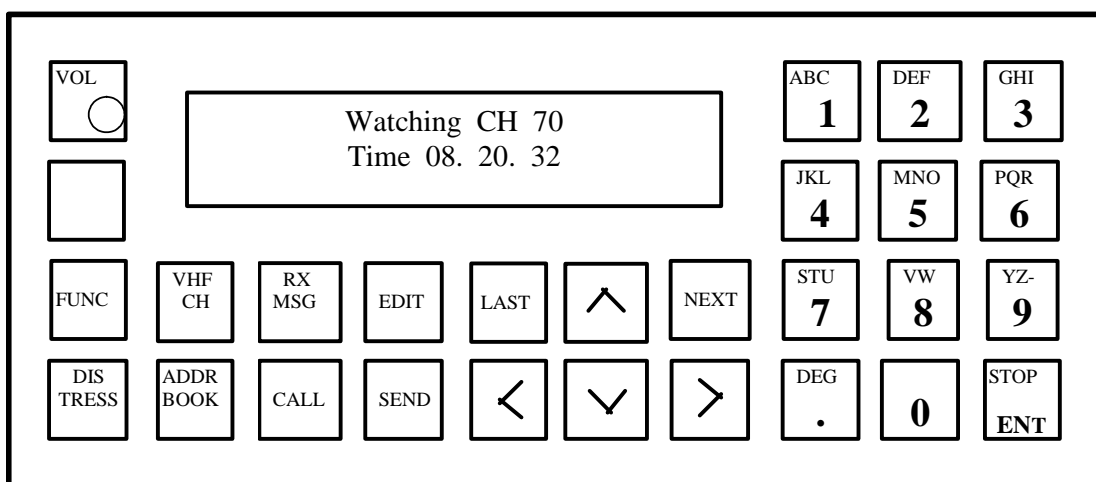 VOL
Watching CH 70
Time 08. 20. 32
ABC
1
DEF
2
GHI
3
JKL
4
MNO
5
PQR
6
FUNC
VHF
CH
RX
MSG
EDIT
LAST
NEXT
STU
7
VW
8
YZ-
9
DIS
TRESS
ADDR
BOOK
CALL
SEND
DEG
.
0
STOP
ENT